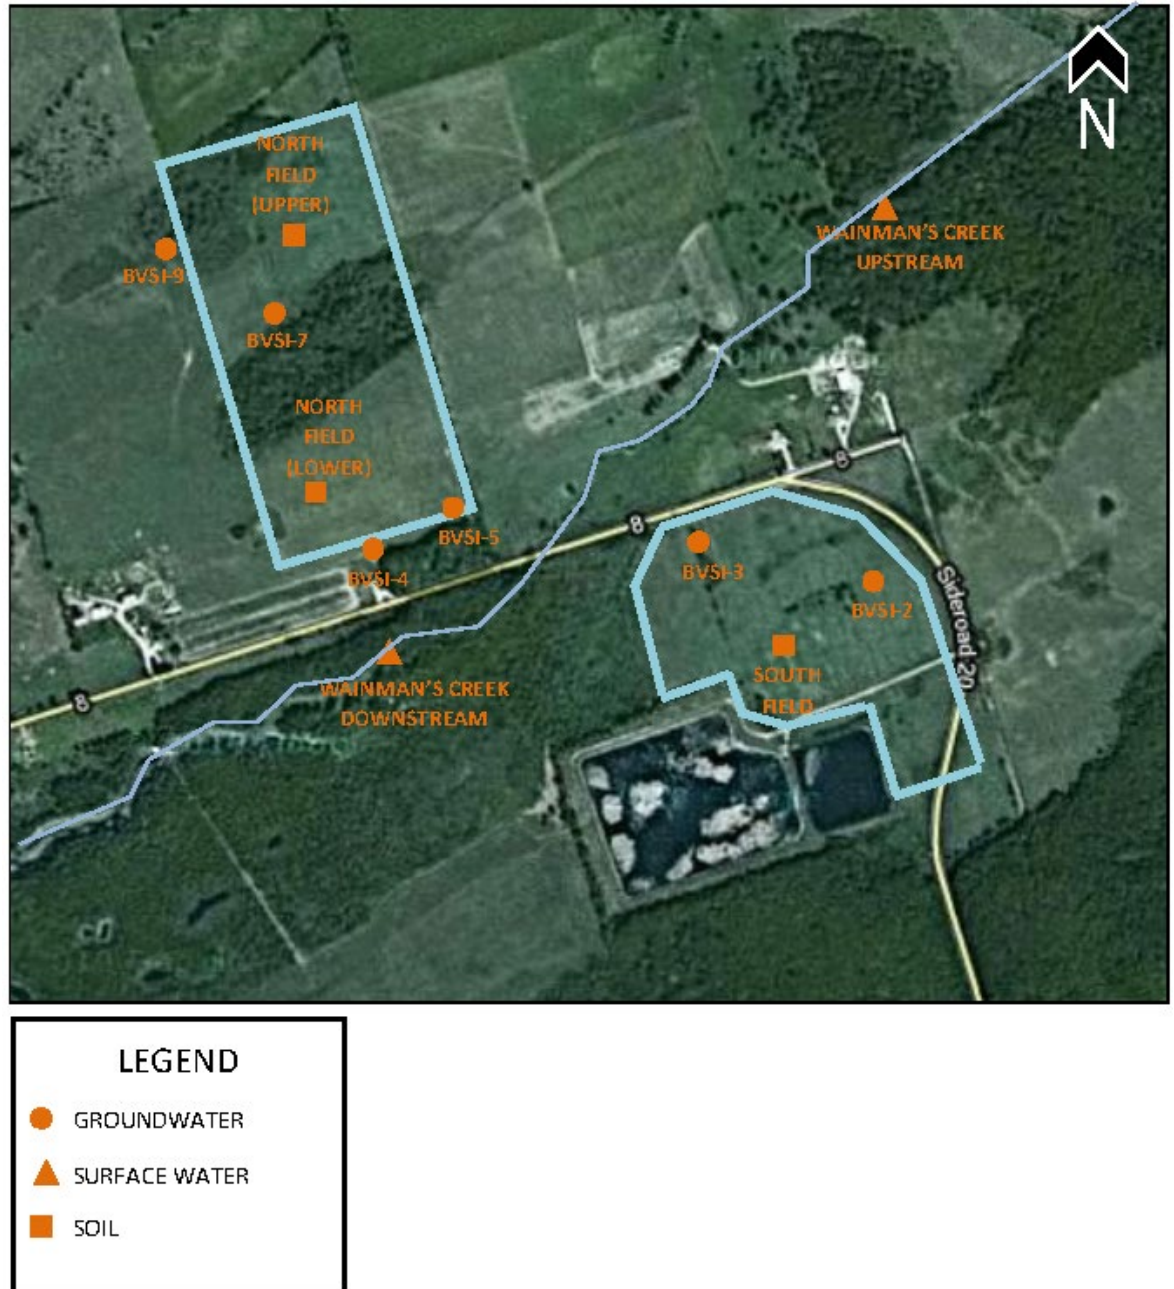 N
NORTH
FIELD
(UPPER)
WAINMAN'S CREEK
UPSTREAM
BVSI-9
BVSI-7
NORTH
FIELD
(LOWER)
8
8
BVSI-5
BVSI-4
BVSI-3
BVSI-2
Sideroad 20
SOUTH
FIELD
WAINMAN'S CREEK
DOWNSTREAM
8
LEGEND
GROUNDWATER
SURFACE WATER
SOIL